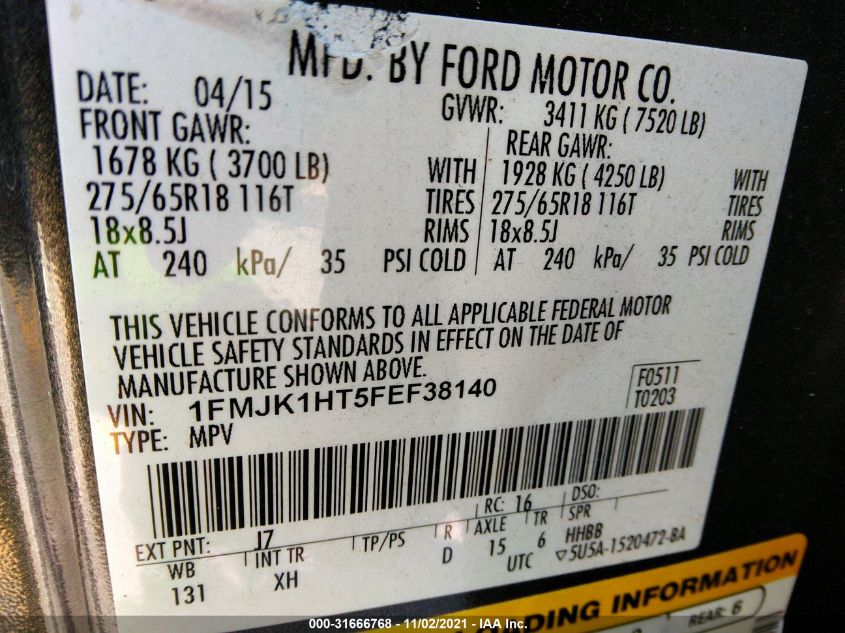 MFD. BY FORD MOTOR CO.
DATE: 04/15 GVWR: 3411 KG ( 7520 LB)
FRONT GAWR: REAR GAWR:
1678 KG ( 3700 LB) WITH 1928 KG ( 4250 LB) WITH
275/65R18 116T TIRES 275/65R18 116T TIRES
18x8.5J RIMS 18x8.5J RIMS
AT 240 kPa/ 35 PSI COLD AT 240 kPa/ 35 PSI COLD
THIS VEHICLE CONFORMS TO ALL APPLICABLE FEDERAL MOTOR
VEHICLE SAFETY STANDARDS IN EFFECT ON THE DATE OF
MANUFACTURE SHOWN ABOVE.
VIN: 1FMJK1HT5FEF38140 F0511
TYPE: MPV T0203
EXT PNT: J7 RC: 16 DSO:
WB INT TR TP/PS R AXLE TR SPR
131 XH D 15 6 HHBB
UTC ▽5U5A-1520472-BA
LOADING INFORMATION
REAR: 6
000-31666768 - 11/02/2021 - IAA Inc.